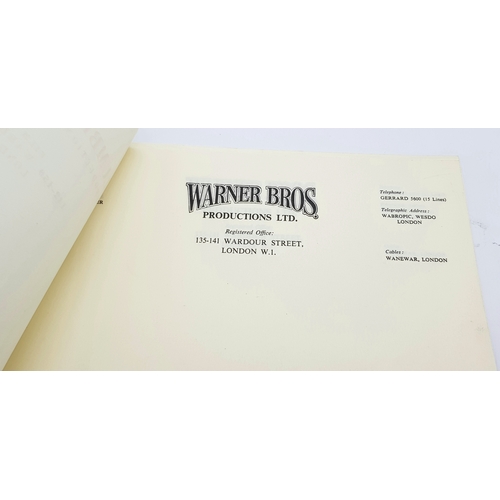 WARNER BROS.
PRODUCTIONS LTD.
Registered Office:
135-141 WARDOUR STREET,
LONDON W.1.
Telephone:
GERRARD 5600 (15 Lines)
Telegraphic Address:
WABROPIC, WESDO
LONDON
Cables:
WANEWAR, LONDON